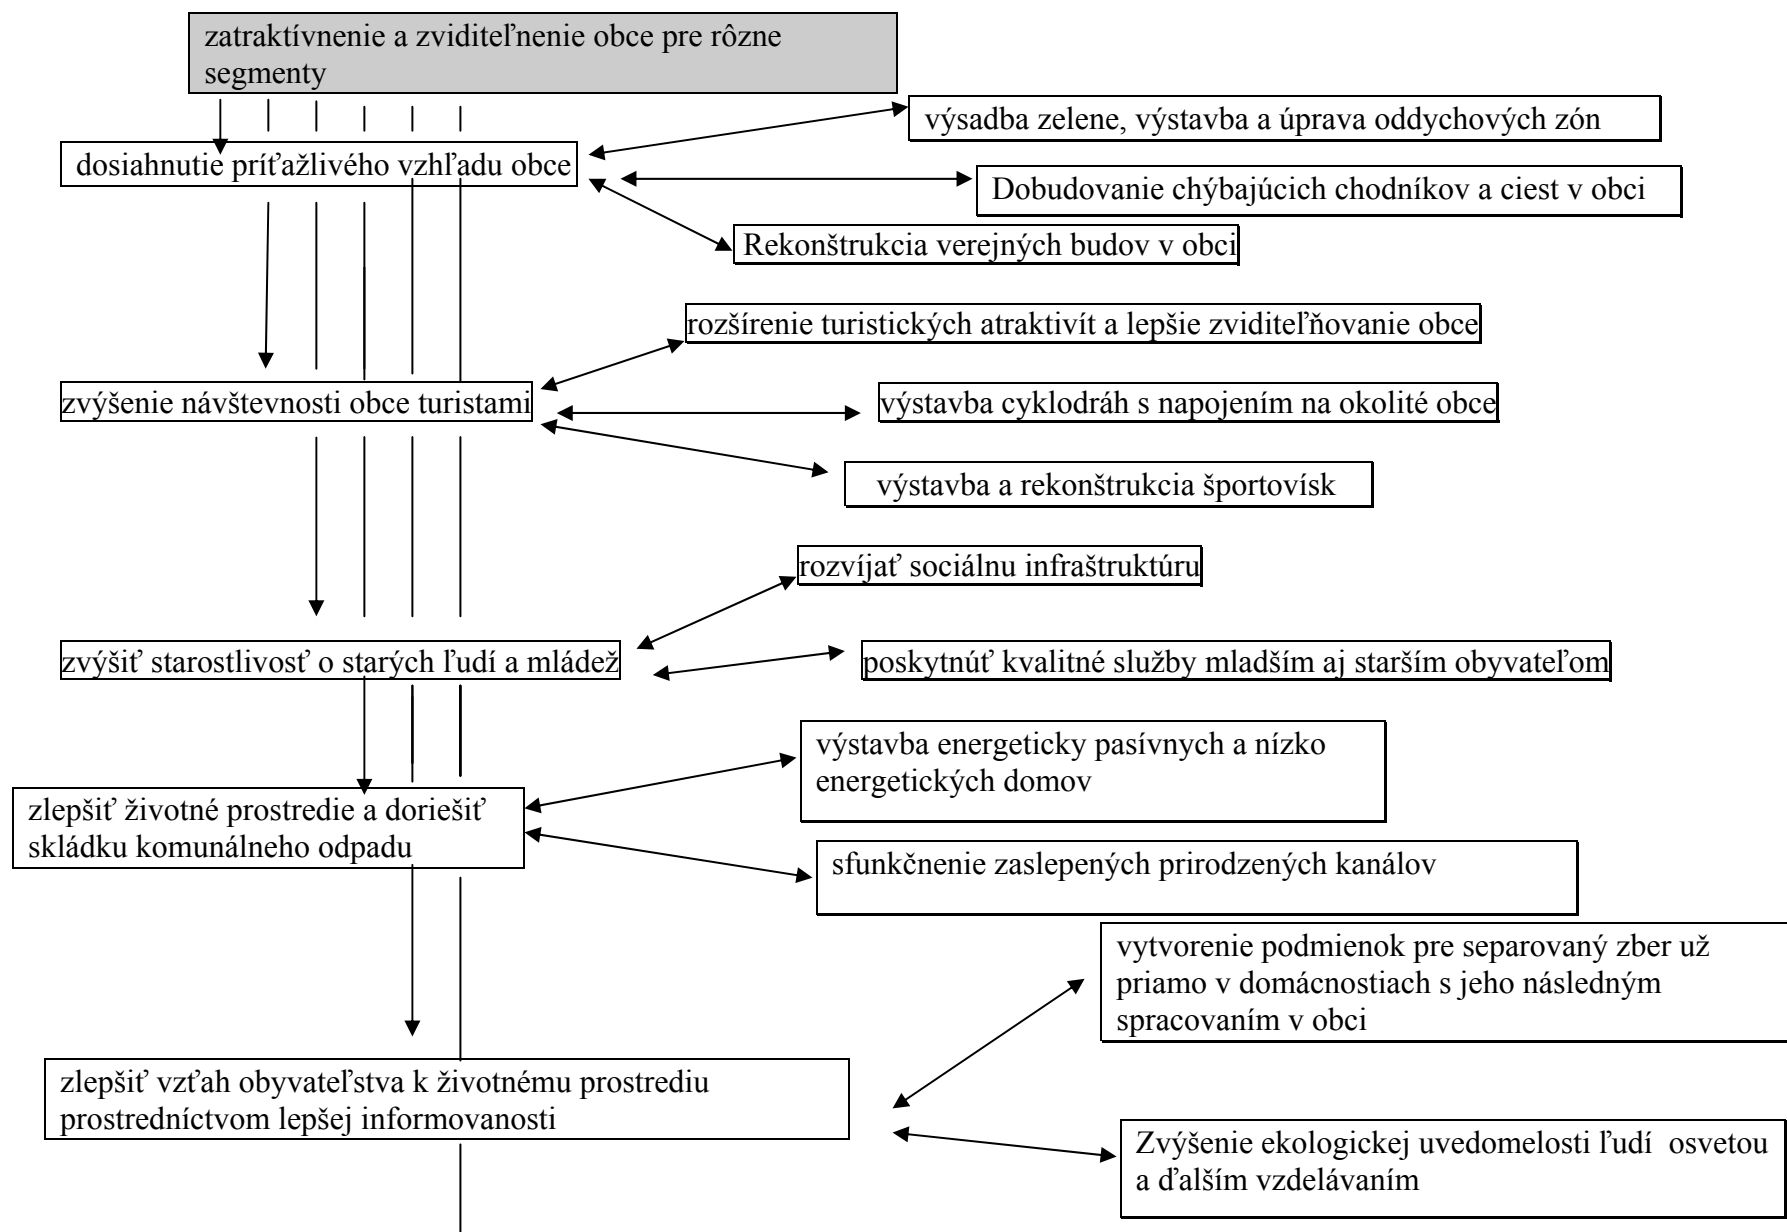 zatraktívnenie a zviditeľnenie obce pre rôzne
segmenty
výsadba zelene, výstavba a úprava oddychových zón
dosiahnutie príťažlivého vzhľadu obce
Dobudovanie chýbajúcich chodníkov a ciest v obci
Rekonštrukcia verejných budov v obci
rozšírenie turistických atraktivít a lepšie zviditeľňovanie obce
zvýšenie návštevnosti obce turistami
výstavba cyklodráh s napojením na okolité obce
výstavba a rekonštrukcia športovísk
rozvíjať sociálnu infraštruktúru
zvýšiť starostlivosť o starých ľudí a mládež
poskytnúť kvalitné služby mladším aj starším obyvateľom
výstavba energeticky pasívnych a nízko
energetických domov
zlepšiť životné prostredie a doriešiť
skládku komunálneho odpadu
sfunkčnenie zaslepených prirodzených kanálov
vytvorenie podmienok pre separovaný zber už
priamo v domácnostiach s jeho následným
spracovaním v obci
zlepšiť vzťah obyvateľstva k životnému prostrediu
prostredníctvom lepšej informovanosti
Zvýšenie ekologickej uvedomelosti ľudí  osvetou
a ďalším vzdelávaním